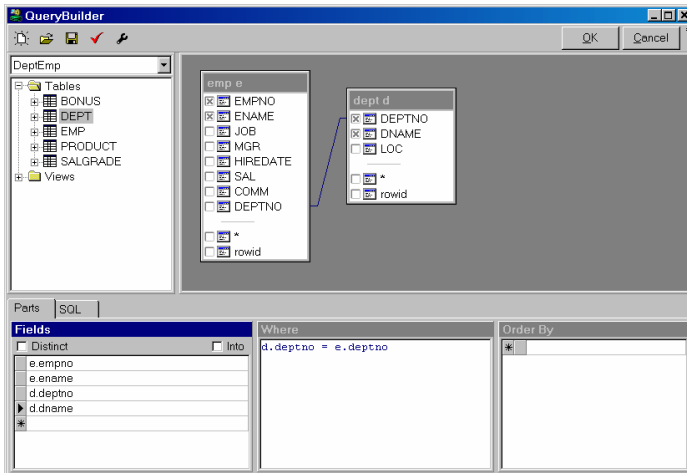 QueryBuilder
OK
Cancel
DeptEmp
Tables
BONUS
DEPT
EMP
PRODUCT
SALGRADE
Views
emp e
EMPNO
ENAME
JOB
MGR
HIREDATE
SAL
COMM
DEPTNO
*
rowid
dept d
DEPTNO
DNAME
LOC
*
rowid
Parts
SQL
Fields
Distinct
Into
e.empno
e.ename
d.deptno
d.dname
*
Where
d.deptno = e.deptno
Order By
*